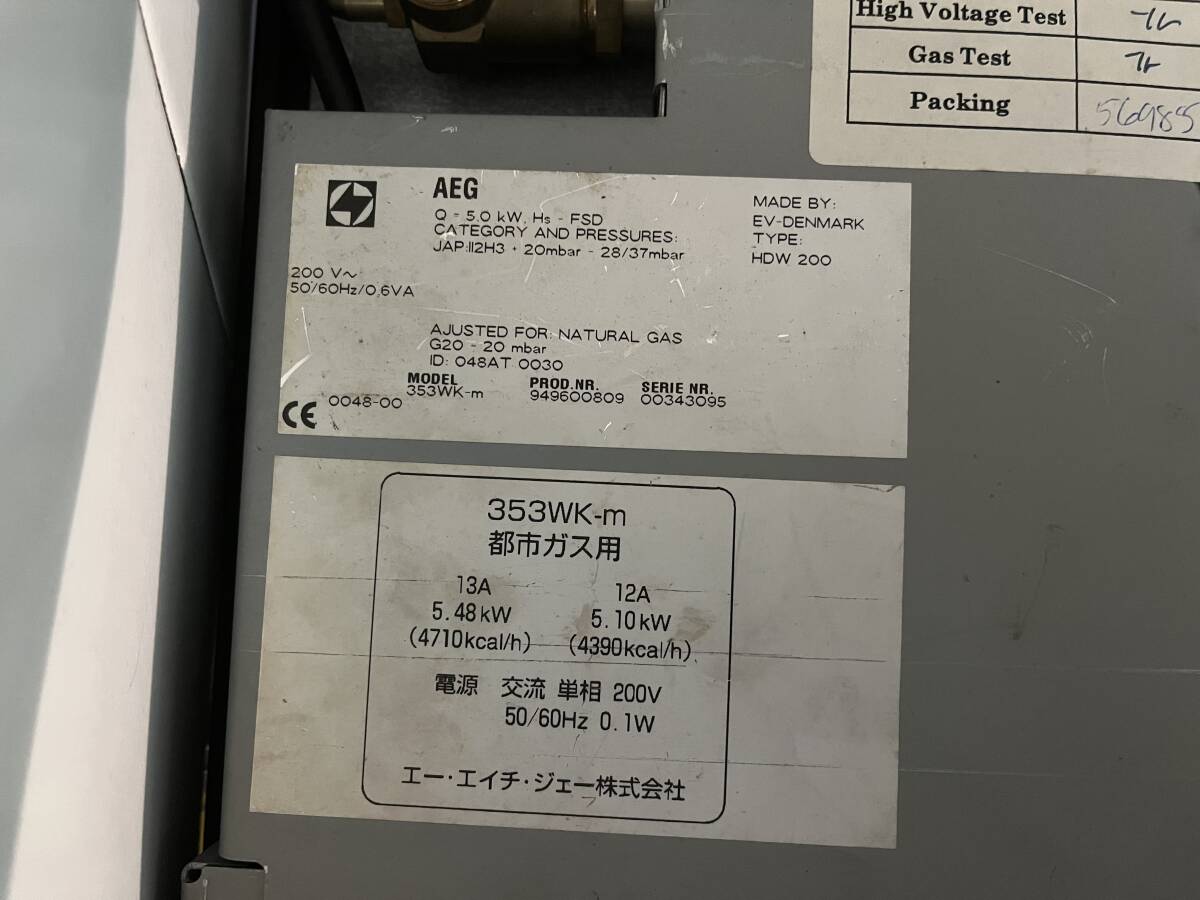 High Voltage Test
Gas Test
Packing
56985
AEG
Q - 5.0 kW, Hs - FSD
CATEGORY AND PRESSURES:
JAP:II2H3 + 20mbar - 28/37mbar
MADE BY:
EV-DENMARK
TYPE:
HDW 200
200 V~
50/60Hz/0,6VA
AJUSTED FOR: NATURAL GAS
G20 - 20 mbar
ID: 048AT 0030
MODEL PROD.NR. SERIE NR.
353WK-m 949600809 00343095
CE 0048-00
353WK-m
都市ガス用
13A 12A
5.48kW 5.10kW
(4710kcal/h) (4390kcal/h)
電源 交流 単相 200V
50/60Hz 0.1W
エー・エイチ・ジェー株式会社